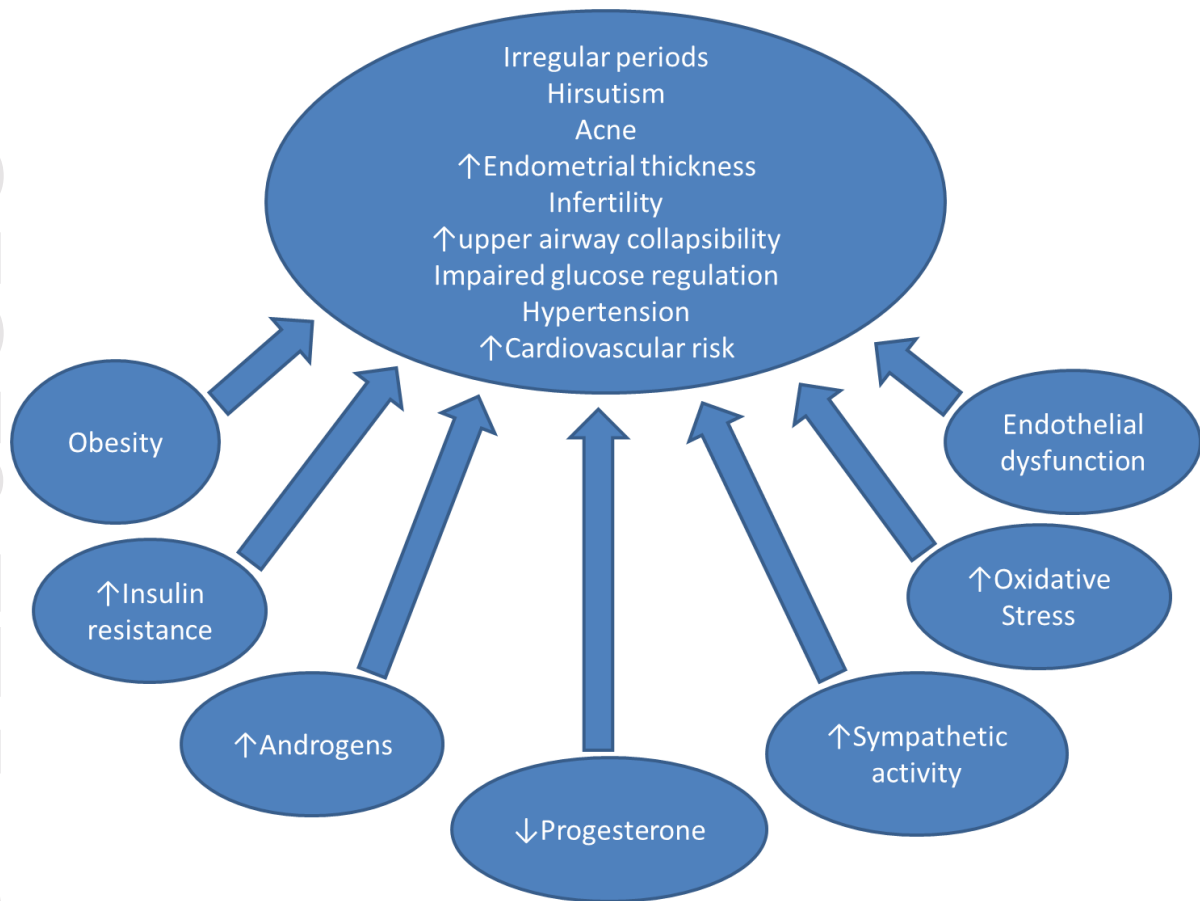 Irregular periods
Hirsutism
Acne
↑Endometrial thickness
Infertility
↑upper airway collapsibility
Impaired glucose regulation
Hypertension
↑Cardiovascular risk
Obesity
↑Insulin
resistance
↑Androgens
↓Progesterone
↑Sympathetic
activity
↑Oxidative
Stress
Endothelial
dysfunction